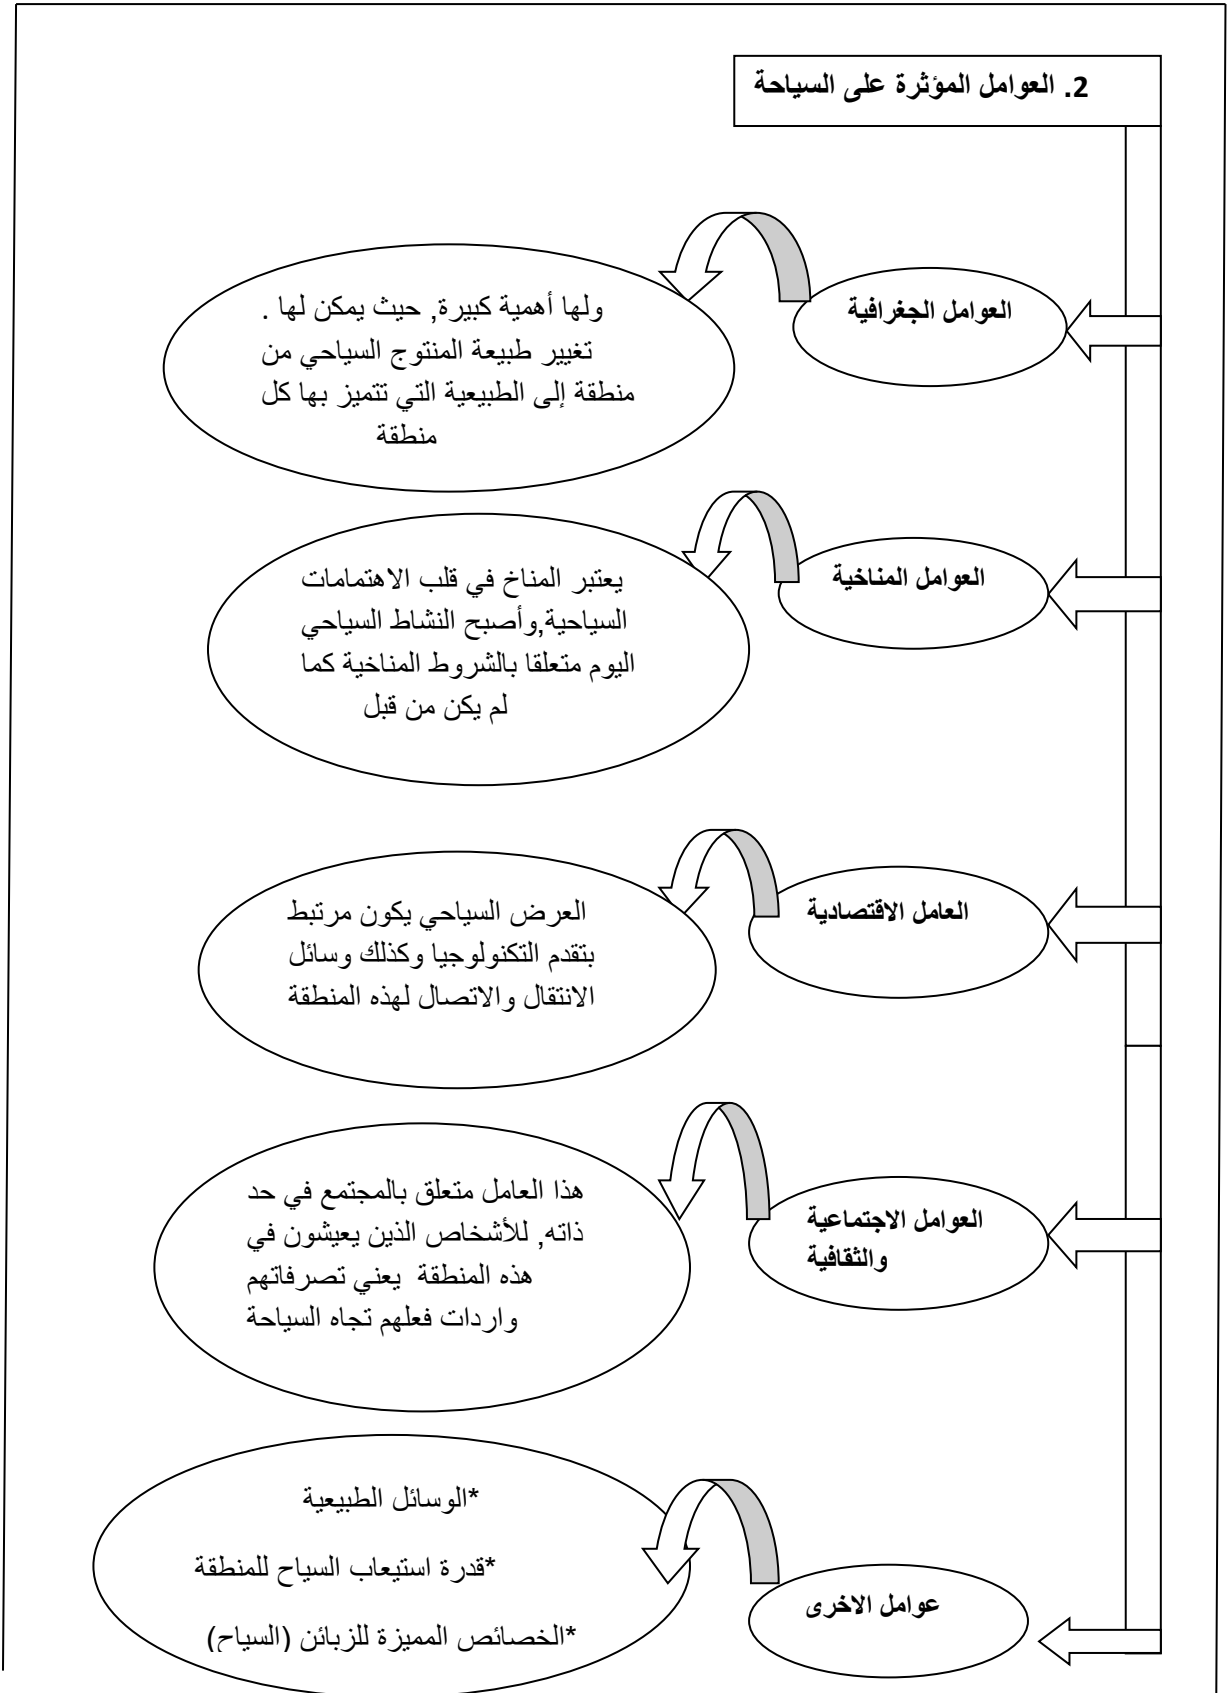 2. العوامل المؤثرة على السياحة
العوامل الجغرافية
ولها أهمية كبيرة, حيث يمكن لها .
تغيير طبيعة المنتوج السياحي من
منطقة إلى الطبيعية التي تتميز بها كل
منطقة
العوامل المناخية
يعتبر المناخ في قلب الاهتمامات
السياحية,وأصبح النشاط السياحي
اليوم متعلقا بالشروط المناخية كما
لم يكن من قبل
العامل الاقتصادية
العرض السياحي يكون مرتبط
بتقدم التكنولوجيا وكذلك وسائل
الانتقال والاتصال لهذه المنطقة
العوامل الاجتماعية
والثقافية
هذا العامل متعلق بالمجتمع في حد
ذاته, للأشخاص الذين يعيشون في
هذه المنطقة يعني تصرفاتهم
واردات فعلهم تجاه السياحة
عوامل الاخرى
*الوسائل الطبيعية
*قدرة استيعاب السياح للمنطقة
*الخصائص المميزة للزبائن (السياح)